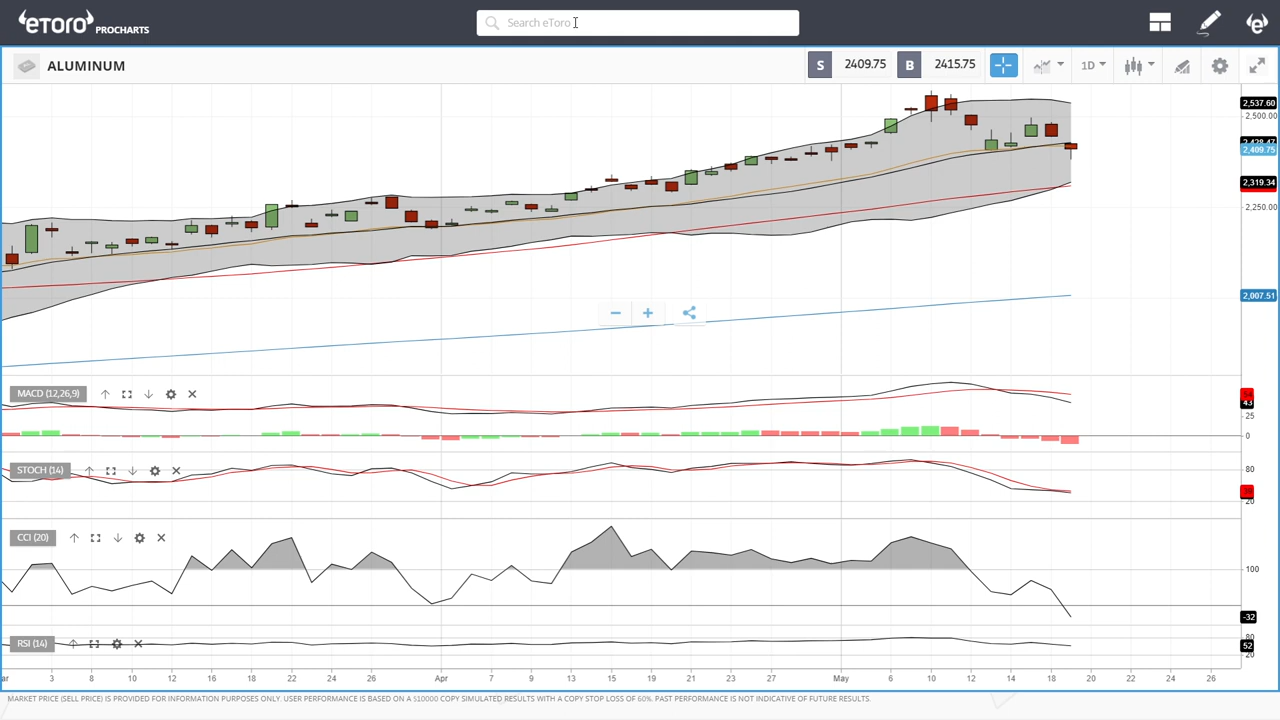 eToro PROCHARTS
Search eToro
ALUMINUM
S 2409.75 B 2415.75 1D
2,537.60
2,500.00
2,409.75
2,319.34
2,250.00
2,007.51
MACD (12,26,9)
43
25
0
STOCH (14)
80
20
CCI (20)
100
-32
RSI (14)
80
52
20
ar 3 8 10 12 16 18 22 24 26 Apr 7 9 13 15 19 21 23 27 May 6 10 12 14 18 20 22 24 26
MARKET PRICE (SELL PRICE) IS PROVIDED FOR INFORMATION PURPOSES ONLY. USER PERFORMANCE IS BASED ON A $10000 COPY SIMULATED RESULTS WITH A COPY STOP LOSS OF 60%. PAST PERFORMANCE IS NOT INDICATIVE OF FUTURE RESULTS.